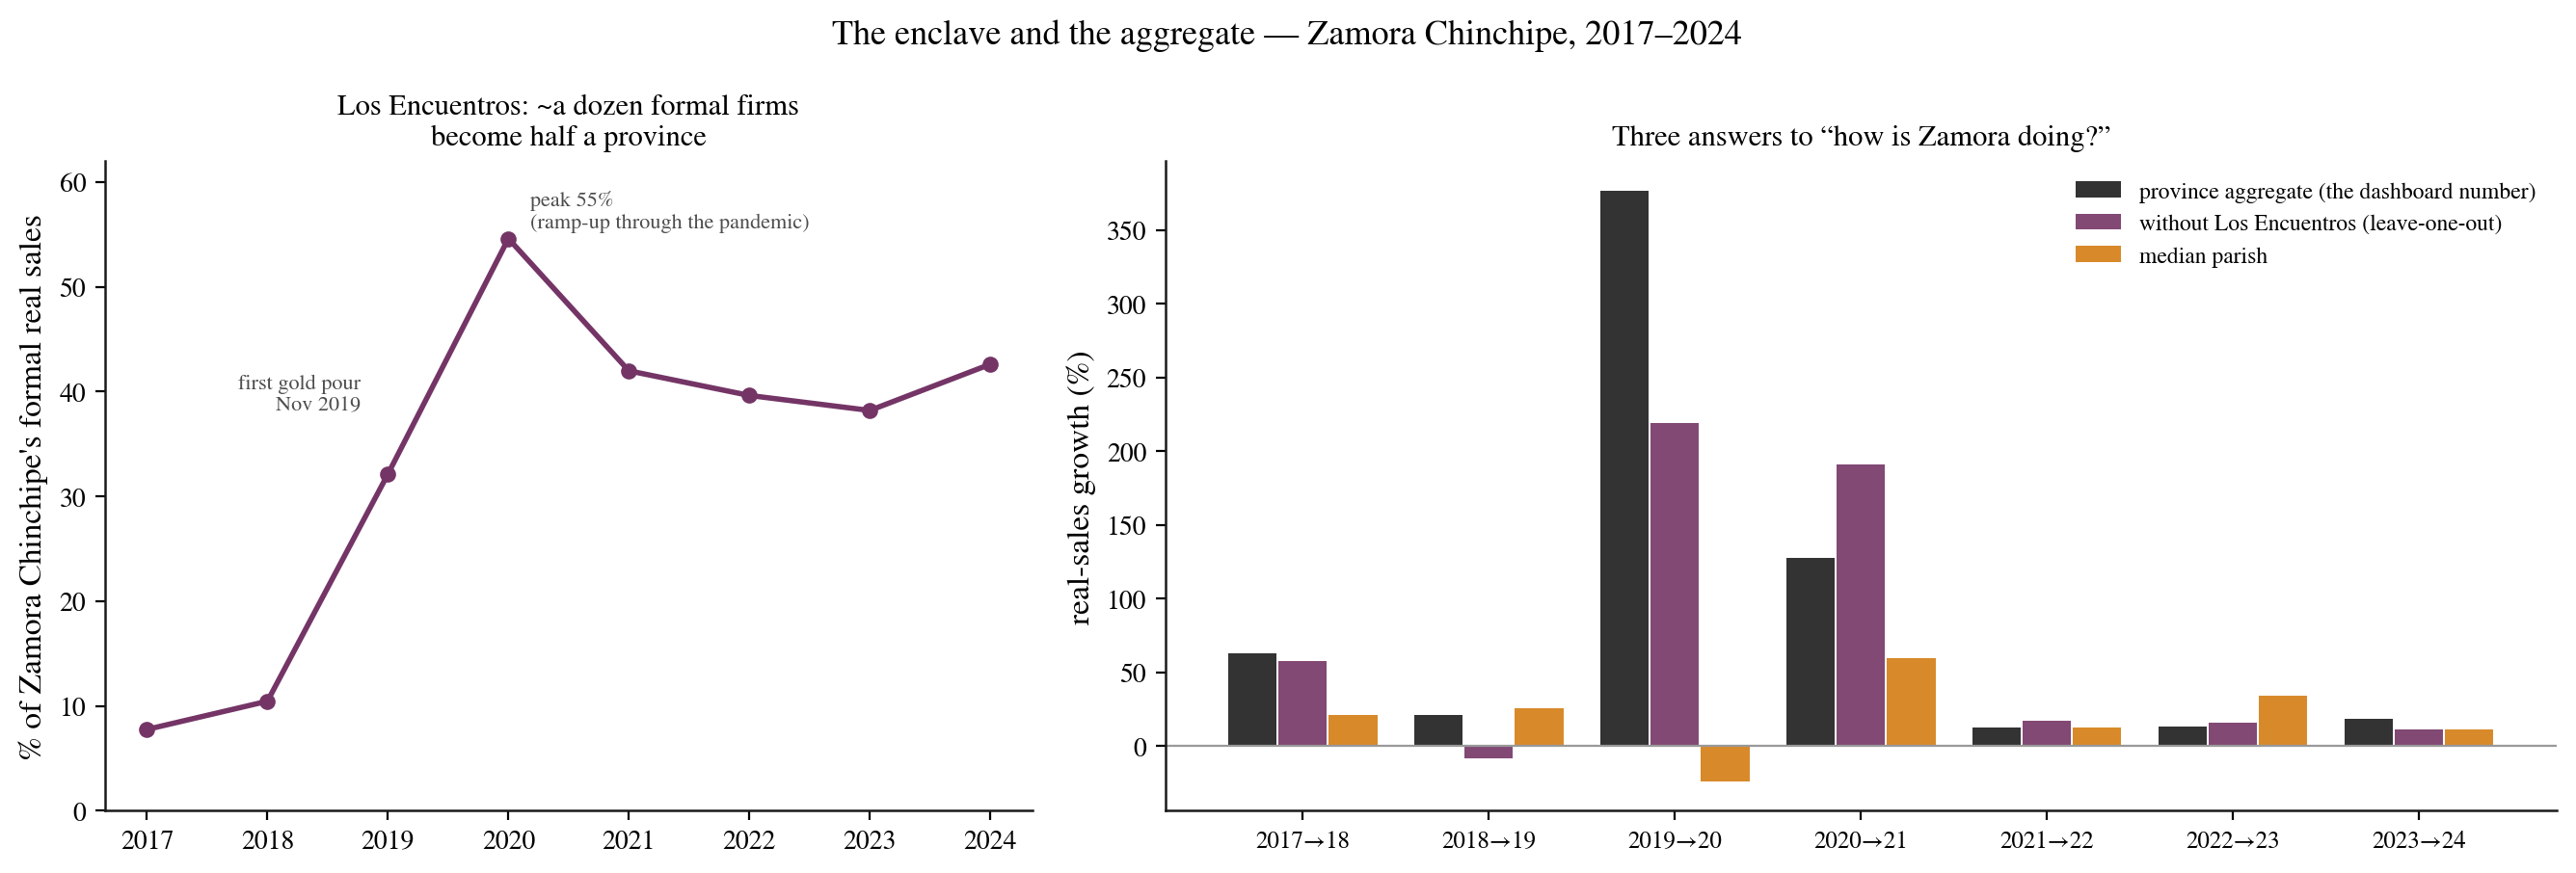 The enclave and the aggregate — Zamora Chinchipe, 2017–2024
Los Encuentros: ~a dozen formal firms
become half a province
% of Zamora Chinchipe's formal real sales
60
50
40
30
20
10
0
peak 55%
(ramp-up through the pandemic)
first gold pour
Nov 2019
2017 2018 2019 2020 2021 2022 2023 2024
Three answers to “how is Zamora doing?”
real-sales growth (%)
350
300
250
200
150
100
50
0
province aggregate (the dashboard number)
without Los Encuentros (leave-one-out)
median parish
2017→18 2018→19 2019→20 2020→21 2021→22 2022→23 2023→24